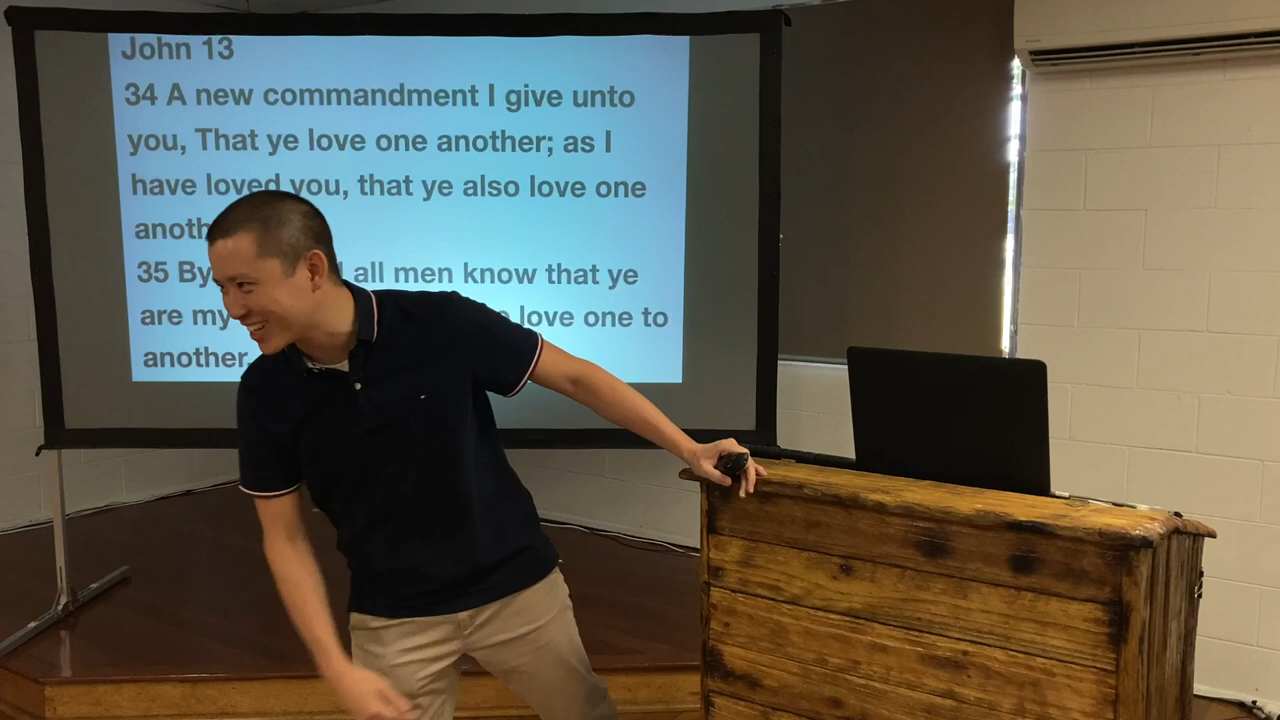 John 13
34 A new commandment I give unto
you, That ye love one another; as I
have loved you, that ye also love one
anoth
35 By all men know that ye
are my love one to
another.